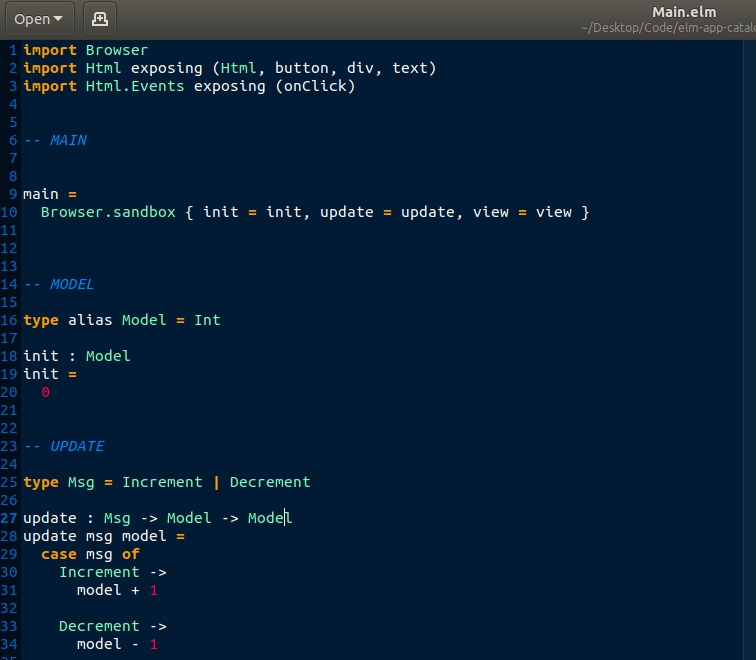 Open
Main.elm
~/Desktop/Code/elm-app-catalo
1 import Browser
2 import Html exposing (Html, button, div, text)
3 import Html.Events exposing (onClick)
4
5
6 -- MAIN
7
8
9 main =
10   Browser.sandbox { init = init, update = update, view = view }
11
12
13
14 -- MODEL
15
16 type alias Model = Int
17
18 init : Model
19 init =
20   0
21
22
23 -- UPDATE
24
25 type Msg = Increment | Decrement
26
27 update : Msg -> Model -> Model
28 update msg model =
29   case msg of
30     Increment ->
31       model + 1
32
33     Decrement ->
34       model - 1